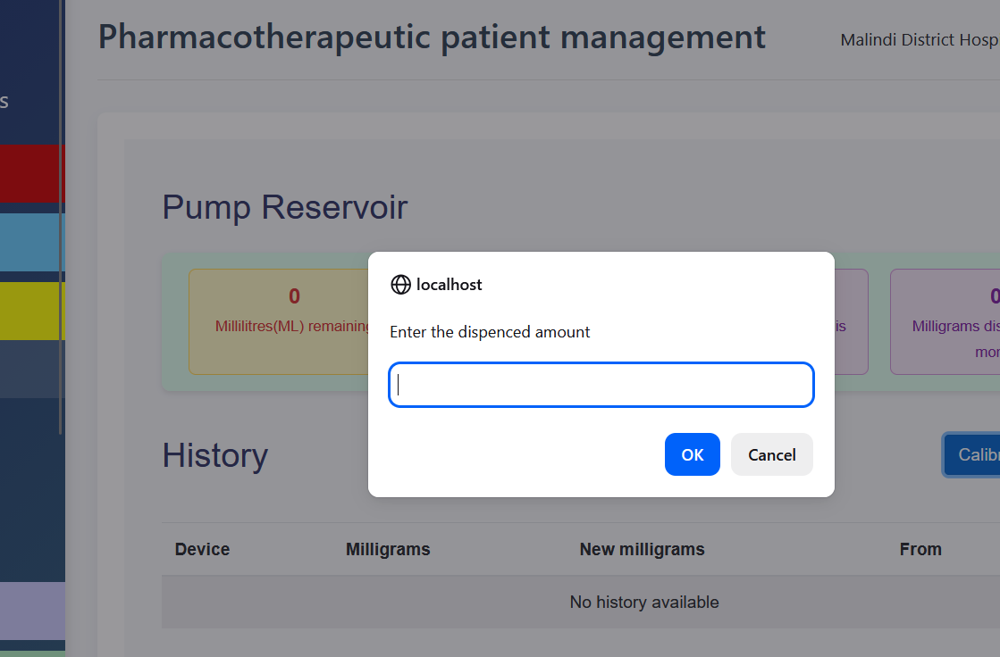 Pharmacotherapeutic patient management
Malindi District Hosp
s
Pump Reservoir
0
Millilitres(ML) remaining
is
0
Milligrams dis
mor
localhost
Enter the dispenced amount
OK
Cancel
History
Calibr
Device Milligrams New milligrams From
No history available